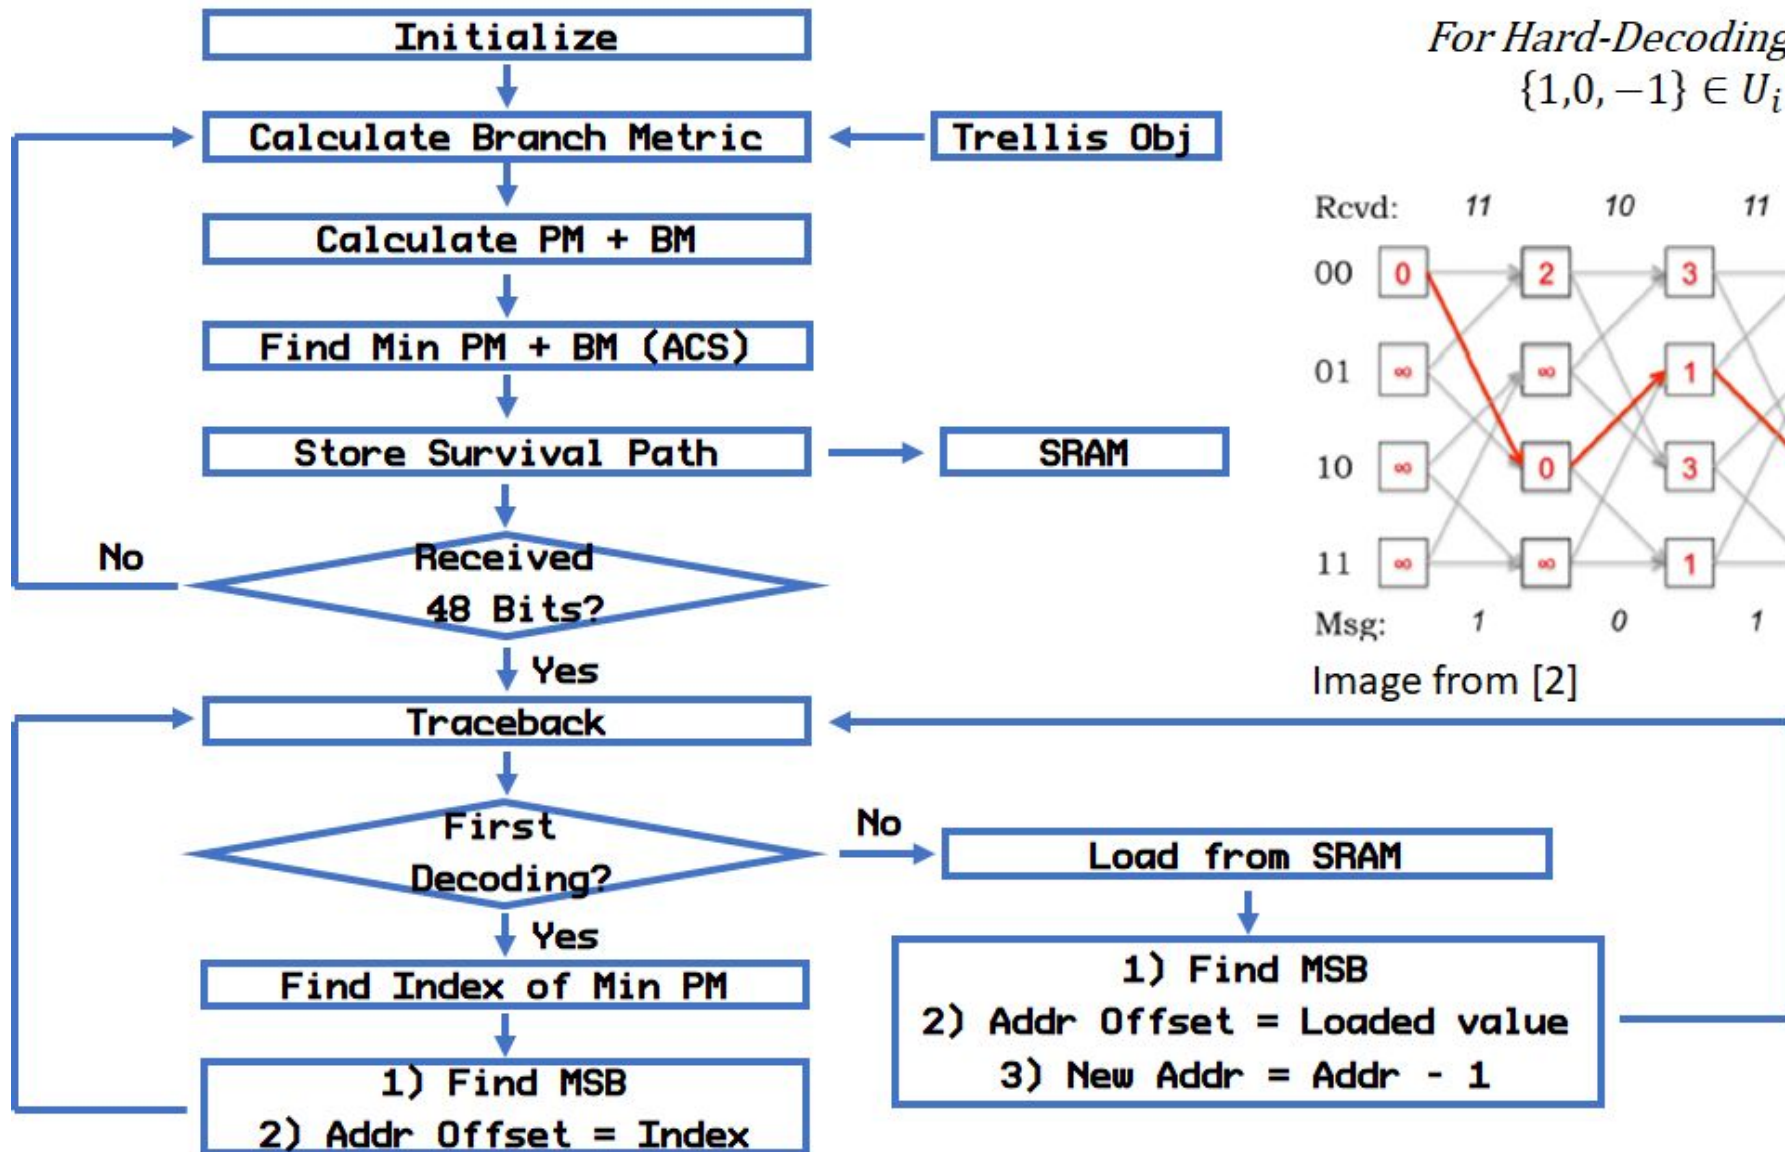 Initialize
Calculate Branch Metric
Trellis Obj
Calculate PM + BM
Find Min PM + BM (ACS)
Store Survival Path
SRAM
No
Received
48 Bits?
Yes
Traceback
First
Decoding?
No
Load from SRAM
Yes
Find Index of Min PM
1) Find MSB
2) Addr Offset = Index
1) Find MSB
2) Addr Offset = Loaded value
3) New Addr = Addr - 1
For Hard-Decoding
{1,0,−1} ∈ Uᵢ
Rcvd: 11 10 11
00 0 2 3
01 ∞ ∞ 1
10 ∞ 0 3
11 ∞ ∞ 1
Msg: 1 0 1
Image from [2]